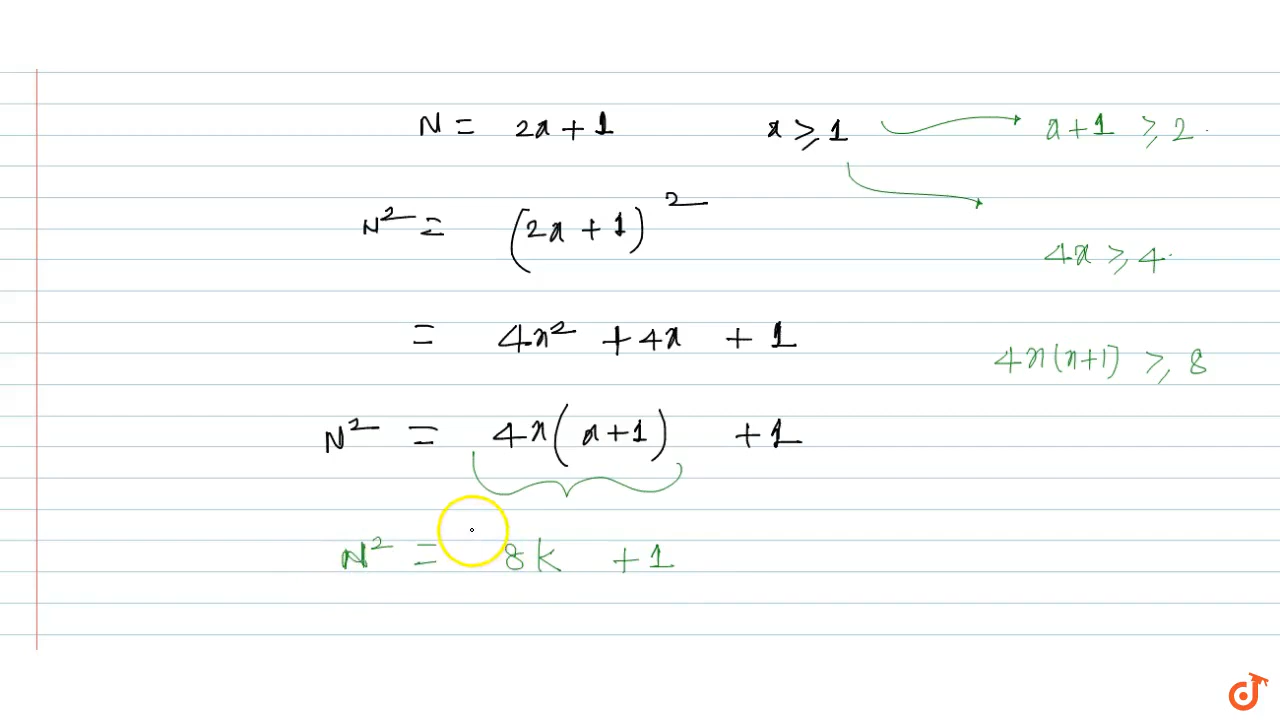 N = 2x + 1 x ≥ 1 x + 1 ≥ 2
N² = (2x + 1)²
4x ≥ 4
= 4x² + 4x + 1
4x(x+1) ≥ 8
N² = 4x(x+1) + 1
N² = 8k + 1